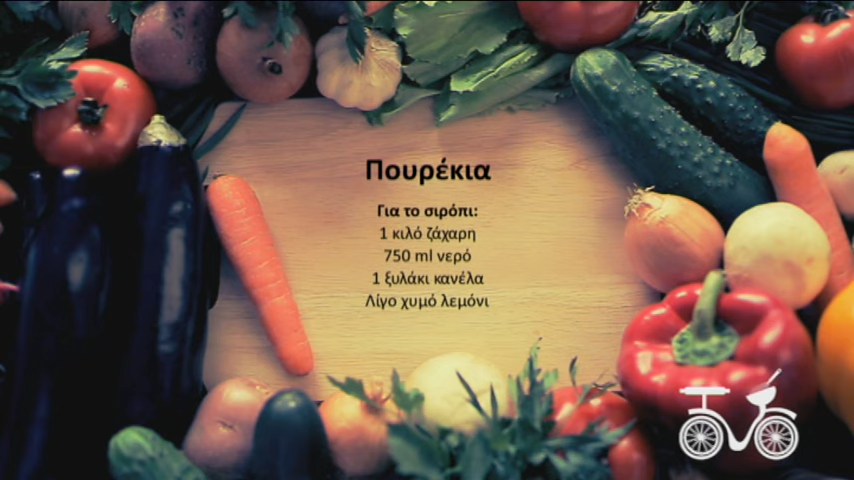 Πουρέκια
Για το σιρόπι:
1 κιλό ζάχαρη
750 ml νερό
1 ξυλάκι κανέλα
Λίγο χυμό λεμόνι